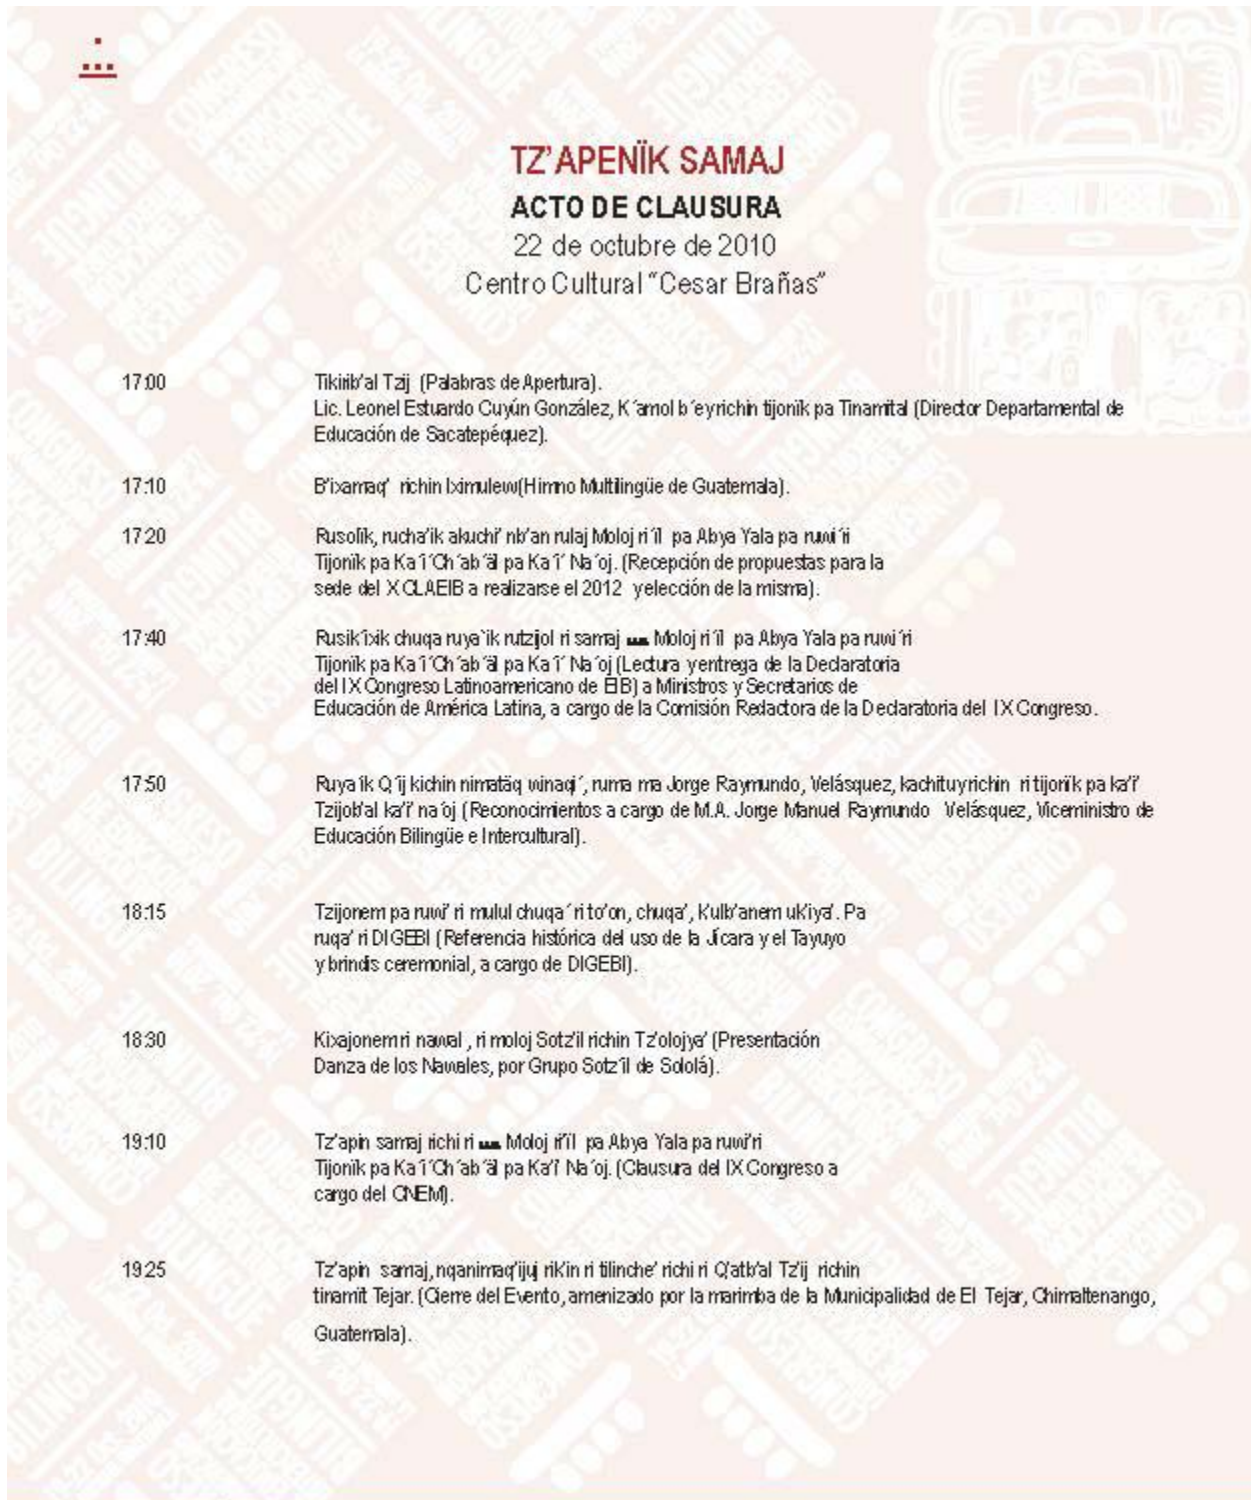 TZ’APENÏK SAMAJ
ACTO DE CLAUSURA
22 de octubre de 2010
Centro Cultural “Cesar Brañas”
17:00
Tikirib’al Tzij (Palabras de Apertura).
Lic. Leonel Estuardo Cuyún González, K´amol b´ey richin tijonïk pa Tinamital (Director Departamental de
Educación de Sacatepéquez).
17:10
B’ixamaq’ richin Iximulew (Himno Multilingüe de Guatemala).
17:20
Rusolïk, rucha’ik akuchi’ nb’an rulaj Moloj ri´ïl pa Abya Yala pa ruwi´ri
Tijonïk pa Ka´i´Ch´ab´äl pa Ka´i´ Na´oj. (Recepción de propuestas para la
sede del X CLAEIB a realizarse el 2012 y elección de la misma).
17:40
Rusik´ixik chuqa ruya`ik rutzijol ri samaj Moloj ri´ïl pa Abya Yala pa ruwi´ri
Tijonïk pa Ka´i´Ch´ab´äl pa Ka´i´ Na´oj (Lectura y entrega de la Declaratoria
del IX Congreso Latinoamericano de EIB) a Ministros y Secretarios de
Educación de América Latina, a cargo de la Comisión Redactora de la Declaratoria del IX Congreso.
17:50
Ruya´ik Q´ij kichin nimatäq winaqi´, ruma ma Jorge Raymundo, Velásquez, kachituy richin ri tijonïk pa ka’i’
Tzijob’al ka’i’ na´oj (Reconocimientos a cargo de M.A. Jorge Manuel Raymundo Velásquez, Viceministro de
Educación Bilingüe e Intercultural).
18:15
Tzijonem pa ruwi’ ri mulul chuqa´ ri to’on, chuqa’, k’ulb’anem uk’iya’. Pa
ruqa’ ri DIGEBI (Referencia histórica del uso de la Jícara y el Tayuyo
y brindis ceremonial, a cargo de DIGEBI).
18:30
Kixajonem ri nawal , ri moloj Sotz’il richin Tz’olojya’ (Presentación
Danza de los Nawales, por Grupo Sotz´il de Sololá).
19:10
Tz’apin samaj richi ri Moloj ri’ïl pa Abya Yala pa ruwi’ri
Tijonïk pa Ka´i´Ch´ab´äl pa Ka’i’ Na´oj. (Clausura del IX Congreso a
cargo del CNEM).
19:25
Tz’apin samaj, nqanimaq’ijuj rik’in ri tilinche’ richi ri Q’atb’al Tz’ij richin
tinamït Tejar. (Cierre del Evento, amenizado por la marimba de la Municipalidad de El Tejar, Chimaltenango,
Guatemala).